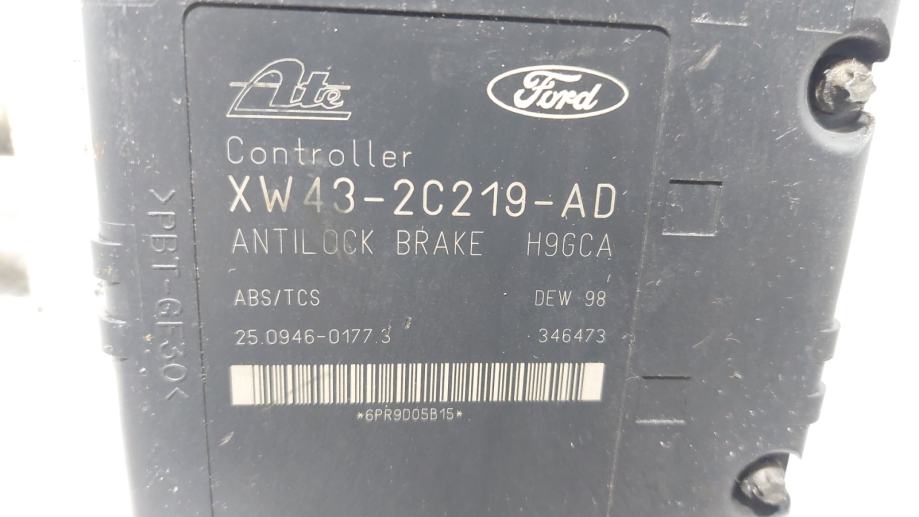 Ate Ford
Controller
XW43-2C219-AD
ANTILOCK BRAKE H9GCA
ABS/TCS DEW 98
25.0946-0177.3 346473
*6PR9D05B15*
>PBT-GF30<